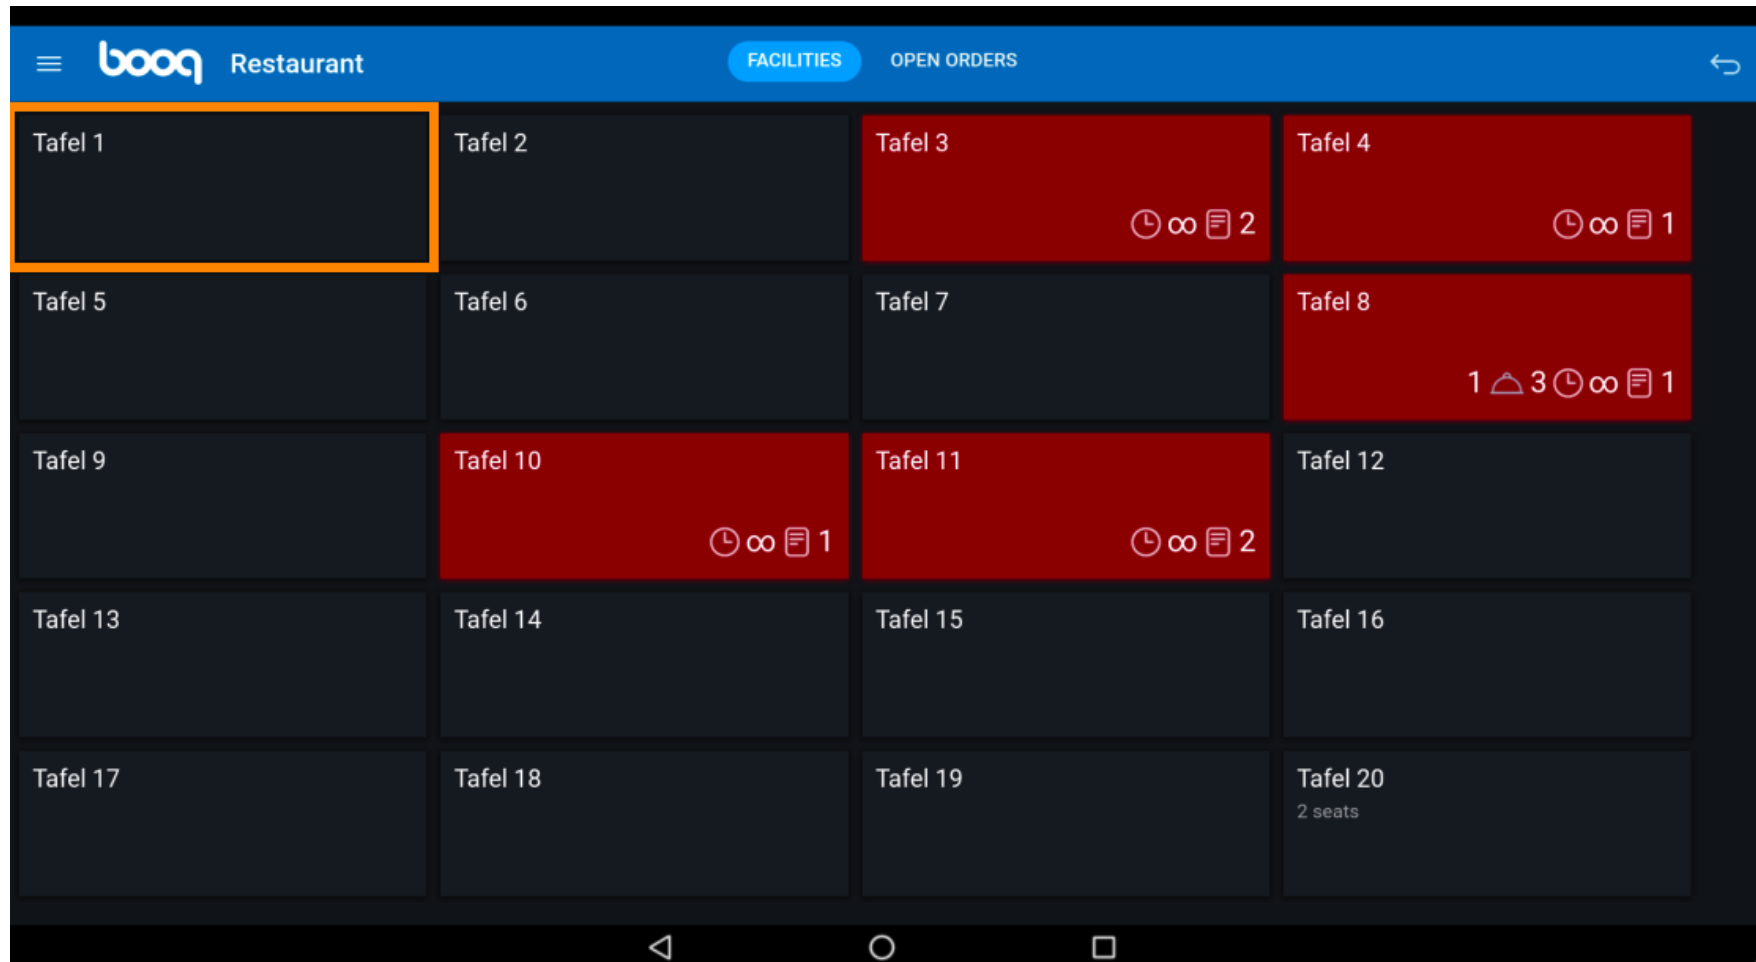 booq Restaurant FACILITIES OPEN ORDERS
Tafel 1 Tafel 2 Tafel 3 Tafel 4
∞ 2 ∞ 1
Tafel 5 Tafel 6 Tafel 7 Tafel 8
1 3 ∞ 1
Tafel 9 Tafel 10 Tafel 11 Tafel 12
∞ 1 ∞ 2
Tafel 13 Tafel 14 Tafel 15 Tafel 16
Tafel 17 Tafel 18 Tafel 19 Tafel 20
2 seats